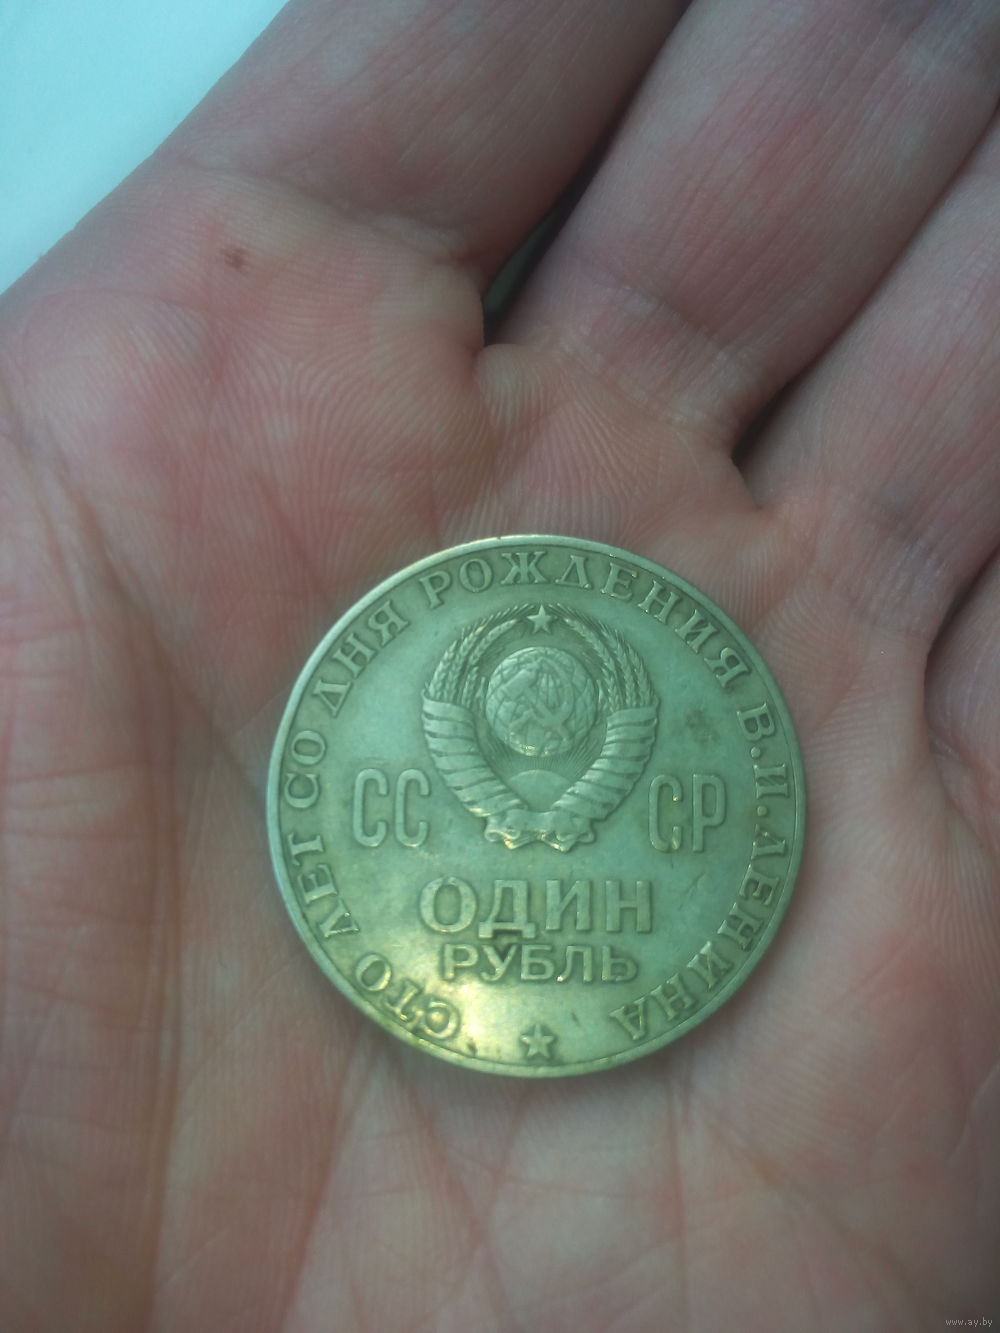 СТО ЛЕТ СО ДНЯ РОЖДЕНИЯ В.И.ЛЕНИНА
СС СР
ОДИН
РУБЛЬ
www.ay.by